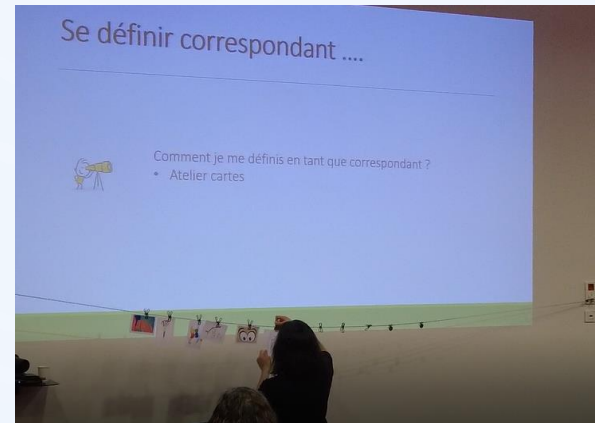 Se définir correspondant ....
Comment je me définis en tant que correspondant ?
• Atelier cartes